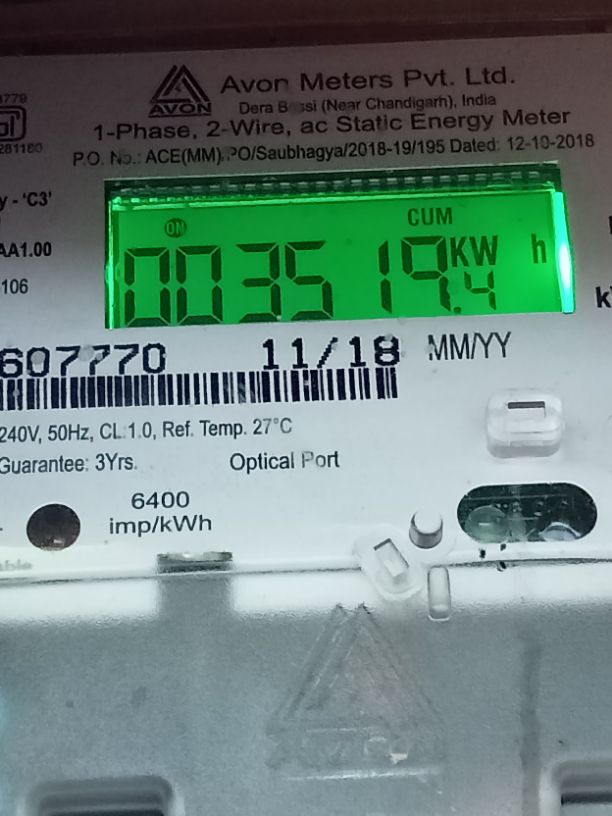 AVON
Avon Meters Pvt. Ltd.
Dera Bassi (Near Chandigarh), India
1-Phase, 2-Wire, ac Static Energy Meter
P.O. No.: ACE(MM).PO/Saubhagya/2018-19/195 Dated: 12-10-2018
y - 'C3'
AA1.00
106
ON
CUM
003519.4 KW h
607770 11/18 MM/YY
240V, 50Hz, CL:1.0, Ref. Temp. 27°C
Guarantee: 3Yrs. Optical Port
6400
imp/kWh